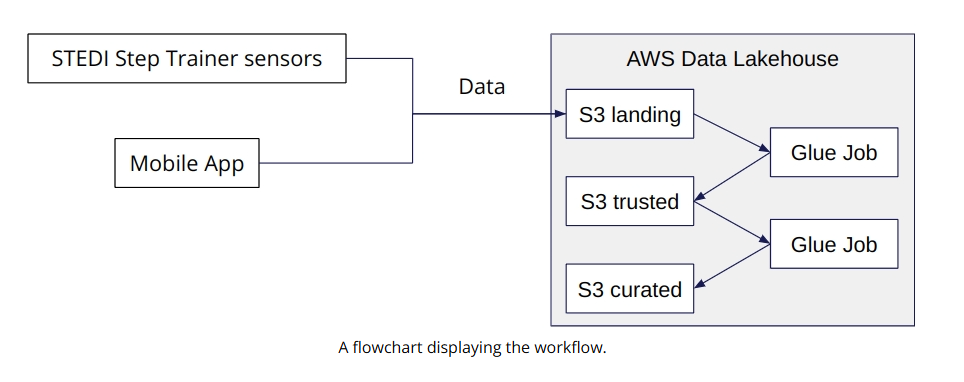 STEDI Step Trainer sensors
Mobile App
Data
AWS Data Lakehouse
S3 landing
Glue Job
S3 trusted
Glue Job
S3 curated
A flowchart displaying the workflow.